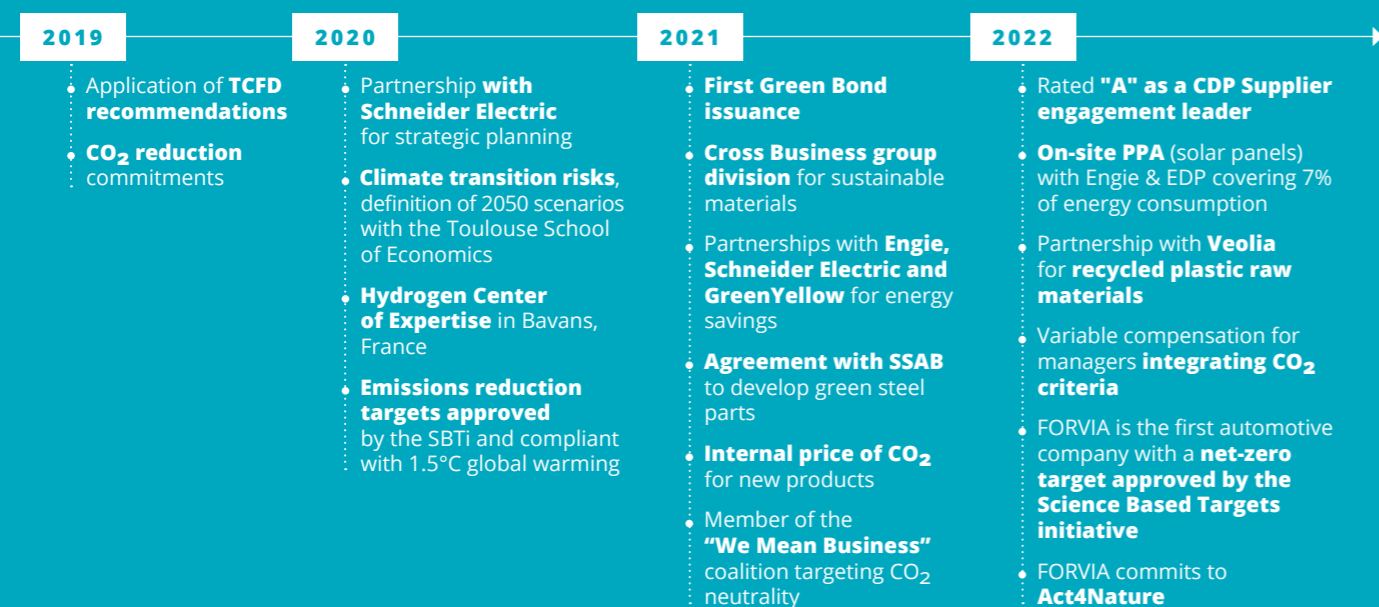 2019
Application of TCFD
recommendations
CO2 reduction
commitments
2020
Partnership with
Schneider Electric
for strategic planning
Climate transition risks,
definition of 2050 scenarios
with the Toulouse School
of Economics
Hydrogen Center
of Expertise in Bavans,
France
Emissions reduction
targets approved
by the SBTi and compliant
with 1.5°C global warming
2021
First Green Bond
issuance
Cross Business group
division for sustainable
materials
Partnerships with Engie,
Schneider Electric and
GreenYellow for energy
savings
Agreement with SSAB
to develop green steel
parts
Internal price of CO2
for new products
Member of the
“We Mean Business”
coalition targeting CO2
neutrality
2022
Rated "A" as a CDP Supplier
engagement leader
On-site PPA (solar panels)
with Engie & EDP covering 7%
of energy consumption
Partnership with Veolia
for recycled plastic raw
materials
Variable compensation for
managers integrating CO2
criteria
FORVIA is the first automotive
company with a net-zero
target approved by the
Science Based Targets
initiative
FORVIA commits to
Act4Nature